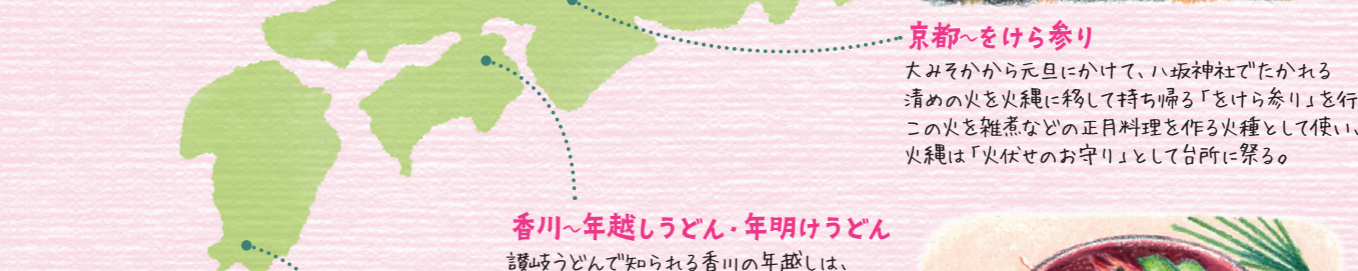 京都~をけら参り
大みそかから元旦にかけて、八坂神社でたかれる
清めの火を火縄に移して持ち帰る「をけら参り」を行
この火を雑煮などの正月料理を作る火種として使い、
火縄は「火伏せのお守り」として台所に祭る。
香川~年越しうどん・年明けうどん
讃岐うどんで知られる香川の年越しは、